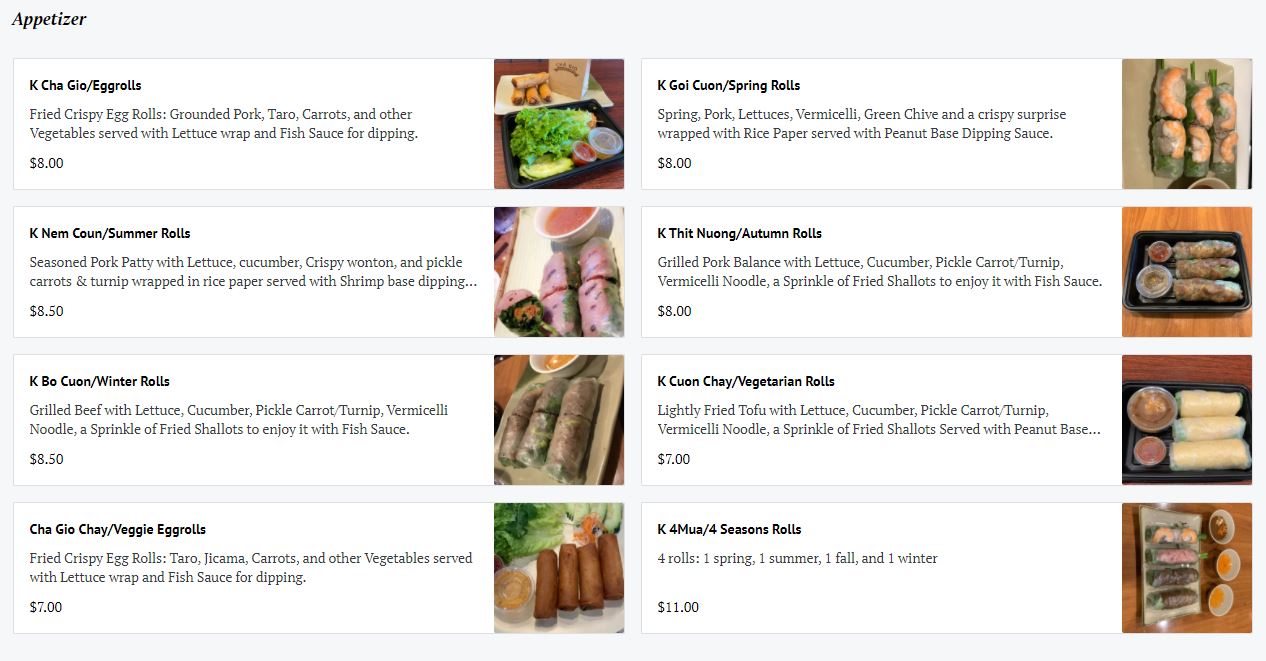 Appetizer
K Cha Gio/Eggrolls
Fried Crispy Egg Rolls: Grounded Pork, Taro, Carrots, and other
Vegetables served with Lettuce wrap and Fish Sauce for dipping.
$8.00
K Goi Cuon/Spring Rolls
Spring, Pork, Lettuces, Vermicelli, Green Chive and a crispy surprise
wrapped with Rice Paper served with Peanut Base Dipping Sauce.
$8.00
K Nem Coun/Summer Rolls
Seasoned Pork Patty with Lettuce, cucumber, Crispy wonton, and pickle
carrots & turnip wrapped in rice paper served with Shrimp base dipping...
$8.50
K Thit Nuong/Autumn Rolls
Grilled Pork Balance with Lettuce, Cucumber, Pickle Carrot/Turnip,
Vermicelli Noodle, a Sprinkle of Fried Shallots to enjoy it with Fish Sauce.
$8.00
K Bo Cuon/Winter Rolls
Grilled Beef with Lettuce, Cucumber, Pickle Carrot/Turnip, Vermicelli
Noodle, a Sprinkle of Fried Shallots to enjoy it with Fish Sauce.
$8.50
K Cuon Chay/Vegetarian Rolls
Lightly Fried Tofu with Lettuce, Cucumber, Pickle Carrot/Turnip,
Vermicelli Noodle, a Sprinkle of Fried Shallots Served with Peanut Base...
$7.00
Cha Gio Chay/Veggie Eggrolls
Fried Crispy Egg Rolls: Taro, Jicama, Carrots, and other Vegetables served
with Lettuce wrap and Fish Sauce for dipping.
$7.00
K 4Mua/4 Seasons Rolls
4 rolls: 1 spring, 1 summer, 1 fall, and 1 winter
$11.00